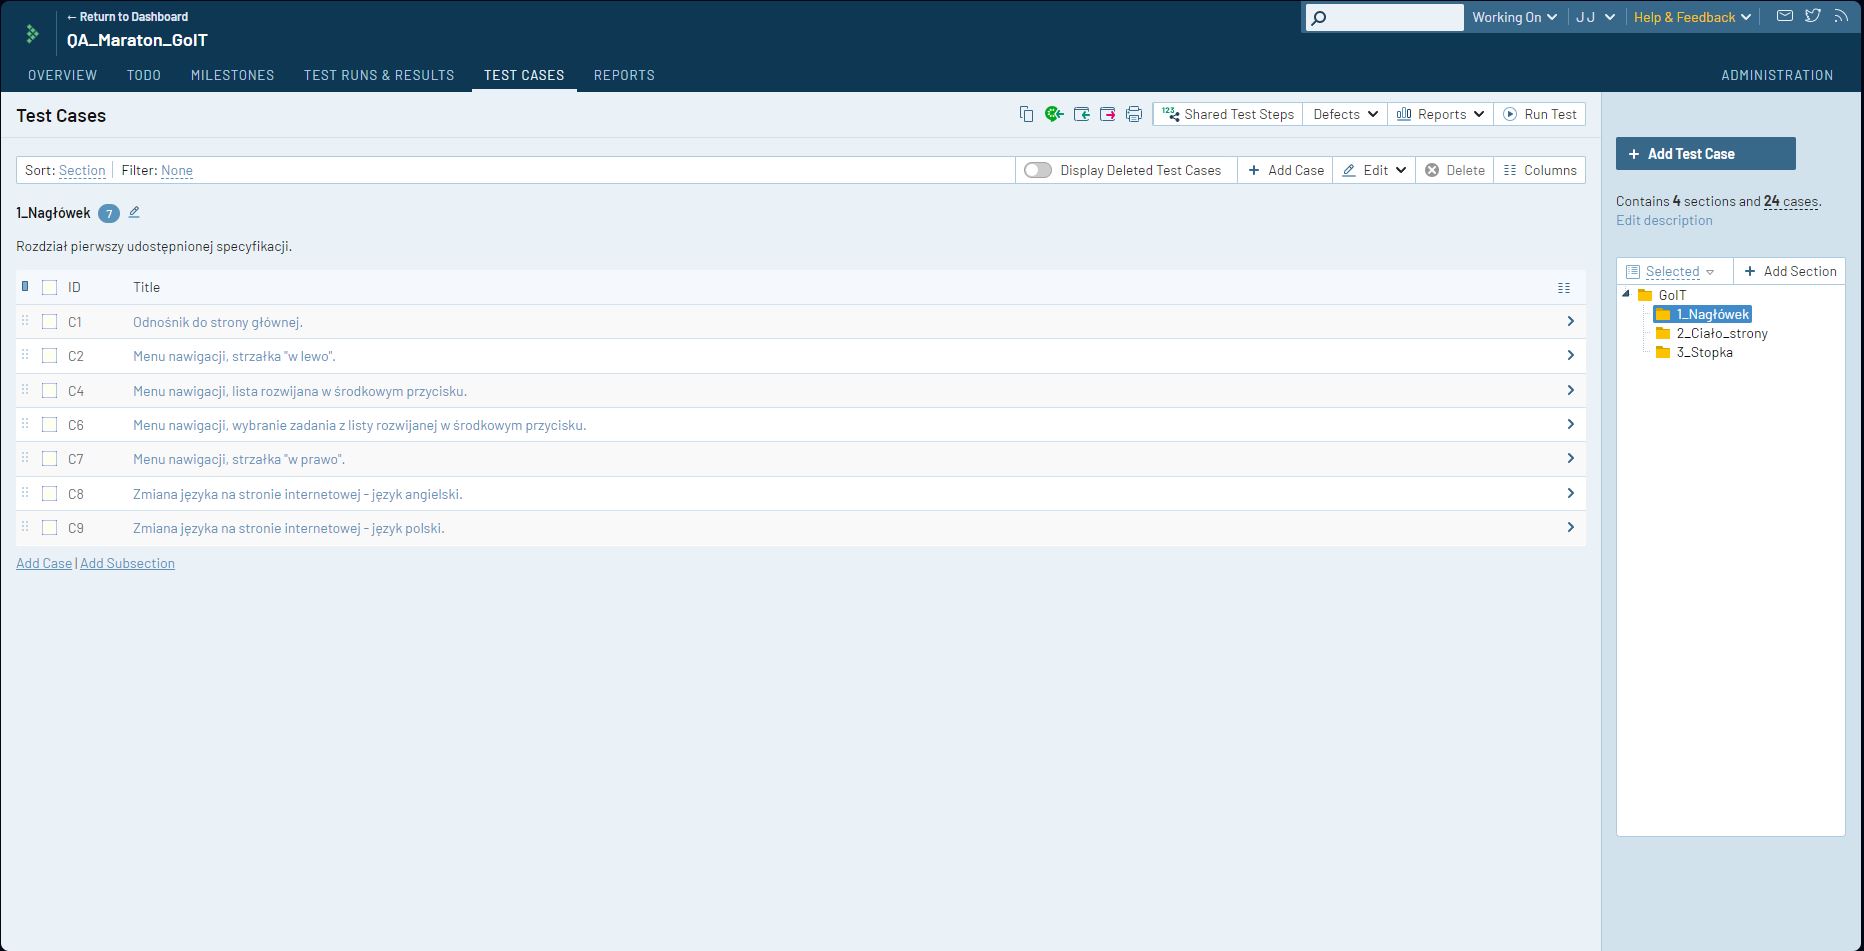 ← Return to Dashboard
QA_Maraton_GoIT
Working On
J J
Help & Feedback
OVERVIEW
TODO
MILESTONES
TEST RUNS & RESULTS
TEST CASES
REPORTS
ADMINISTRATION
Test Cases
123 Shared Test Steps
Defects
Reports
Run Test
Sort: Section
Filter: None
Display Deleted Test Cases
+ Add Case
Edit
Delete
Columns
1_Nagłówek 7
Rozdział pierwszy udostępnionej specyfikacji.
ID Title
C1 Odnośnik do strony głównej.
C2 Menu nawigacji, strzałka "w lewo".
C4 Menu nawigacji, lista rozwijana w środkowym przycisku.
C6 Menu nawigacji, wybranie zadania z listy rozwijanej w środkowym przycisku.
C7 Menu nawigacji, strzałka "w prawo".
C8 Zmiana języka na stronie internetowej - język angielski.
C9 Zmiana języka na stronie internetowej - język polski.
Add Case | Add Subsection
+ Add Test Case
Contains 4 sections and 24 cases.
Edit description
Selected
+ Add Section
GoIT
1_Nagłówek
2_Ciało_strony
3_Stopka